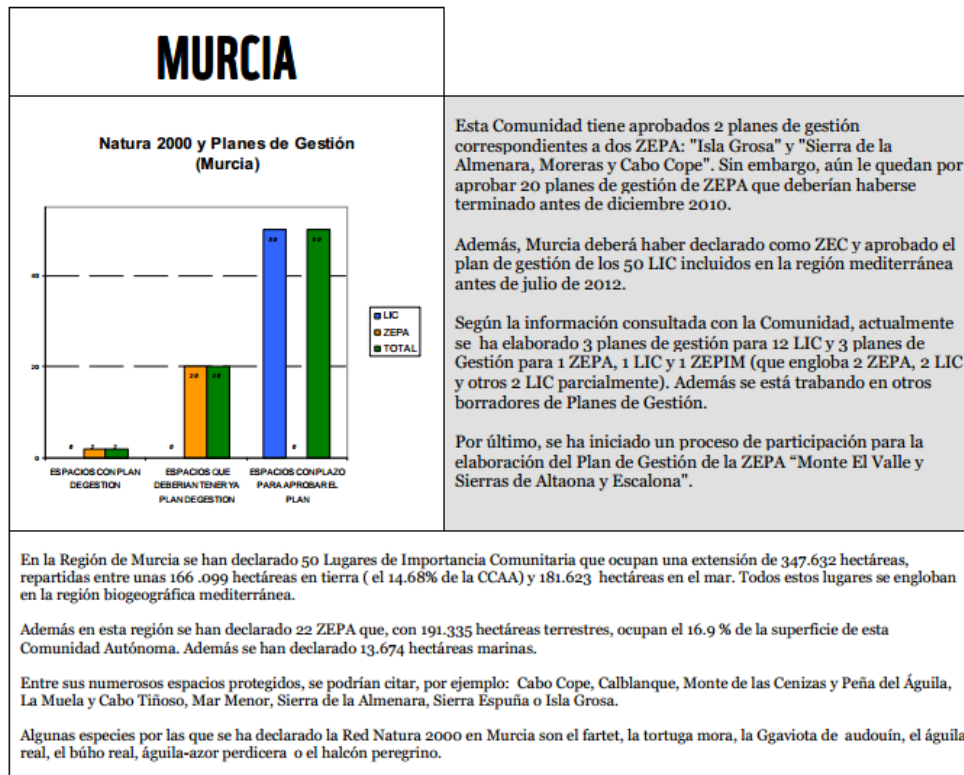 MURCIA
Natura 2000 y Planes de Gestión
(Murcia)
40
20
0
0
2
2
0
20
20
50
0
50
ESPACIOS CON PLAN
DE GESTION
ESPACIOS QUE
DEBERIAN TENER YA
PLAN DE GESTION
ESPACIOS CON PLAZO
PARA APROBAR EL
PLAN
LIC
ZEPA
TOTAL
Esta Comunidad tiene aprobados 2 planes de gestión
correspondientes a dos ZEPA: "Isla Grosa" y "Sierra de la
Almenara, Moreras y Cabo Cope". Sin embargo, aún le quedan por
aprobar 20 planes de gestión de ZEPA que deberían haberse
terminado antes de diciembre 2010.
Además, Murcia deberá haber declarado como ZEC y aprobado el
plan de gestión de los 50 LIC incluidos en la región mediterránea
antes de julio de 2012.
Según la información consultada con la Comunidad, actualmente
se ha elaborado 3 planes de gestión para 12 LIC y 3 planes de
Gestión para 1 ZEPA, 1 LIC y 1 ZEPIM (que engloba 2 ZEPA, 2 LIC
y otros 2 LIC parcialmente). Además se está trabando en otros
borradores de Planes de Gestión.
Por último, se ha iniciado un proceso de participación para la
elaboración del Plan de Gestión de la ZEPA “Monte El Valle y
Sierras de Altaona y Escalona".
En la Región de Murcia se han declarado 50 Lugares de Importancia Comunitaria que ocupan una extensión de 347.632 hectáreas,
repartidas entre unas 166 .099 hectáreas en tierra ( el 14.68% de la CCAA) y 181.623 hectáreas en el mar. Todos estos lugares se engloban
en la región biogeográfica mediterránea.
Además en esta región se han declarado 22 ZEPA que, con 191.335 hectáreas terrestres, ocupan el 16.9 % de la superficie de esta
Comunidad Autónoma. Además se han declarado 13.674 hectáreas marinas.
Entre sus numerosos espacios protegidos, se podrían citar, por ejemplo: Cabo Cope, Calblanque, Monte de las Cenizas y Peña del Águila,
La Muela y Cabo Tiñoso, Mar Menor, Sierra de la Almenara, Sierra Espuña o Isla Grosa.
Algunas especies por las que se ha declarado la Red Natura 2000 en Murcia son el fartet, la tortuga mora, la Ggaviota de audouín, el águila
real, el búho real, águila-azor perdicera o el halcón peregrino.